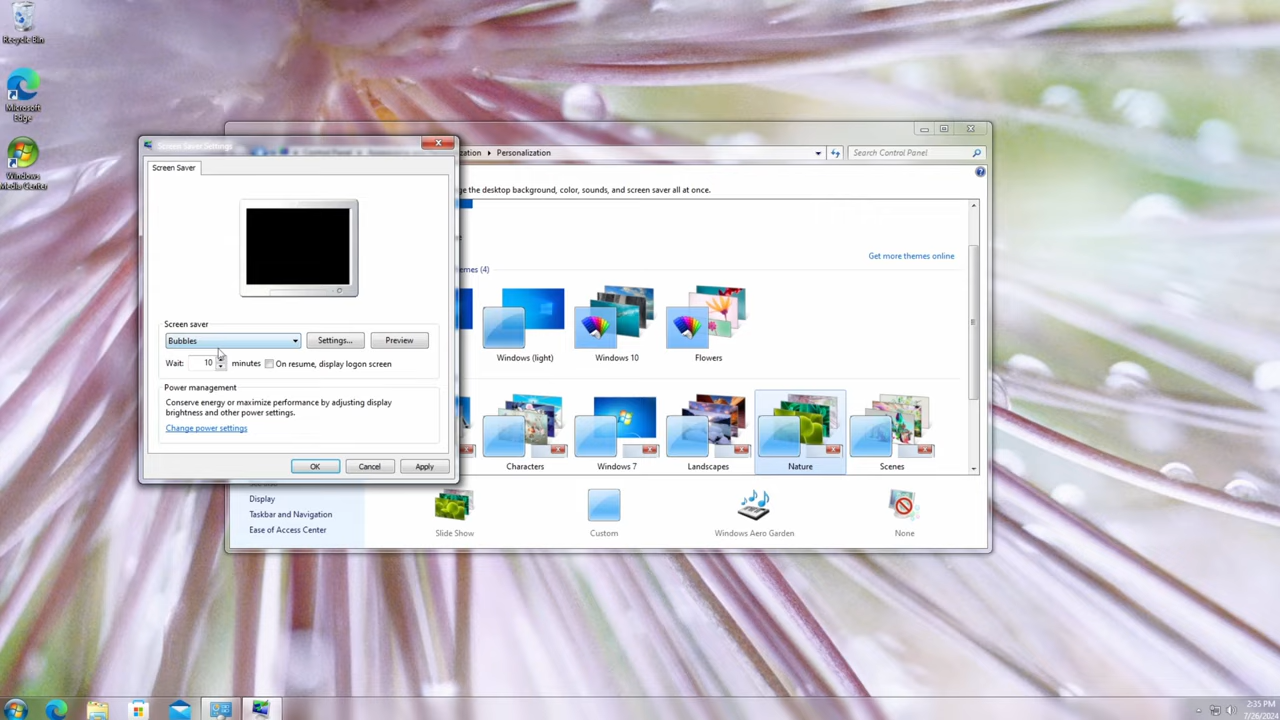 Recycle Bin
Microsoft
Edge
Windows
Media Center
Screen Saver Settings
Screen Saver
Screen saver
Bubbles
Settings...
Preview
Wait:
10
minutes
On resume, display logon screen
Power management
Conserve energy or maximize performance by adjusting display
brightness and other power settings.
Change power settings
OK
Cancel
Apply
Personalization
Search Control Panel
the desktop background, color, sounds, and screen saver all at once.
(4)
Get more themes online
Windows (light)
Windows 10
Flowers
Characters
Windows 7
Landscapes
Nature
Scenes
Display
Taskbar and Navigation
Ease of Access Center
Slide Show
Custom
Windows Aero Garden
None
2:35 PM
7/26/2024